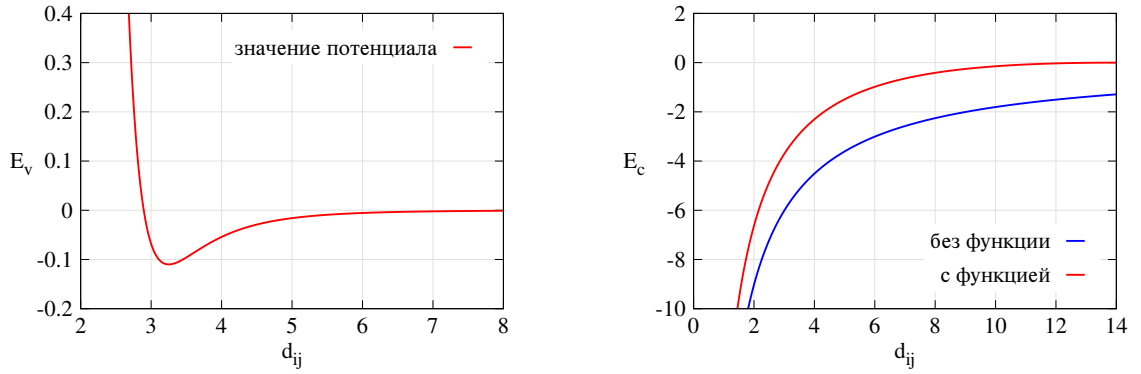 0.4
0.3
0.2
0.1
0
-0.1
-0.2
2 3 4 5 6 7 8
E_v
d_ij
значение потенциала
2
0
-2
-4
-6
-8
-10
0 2 4 6 8 10 12 14
E_c
d_ij
без функции
с функцией